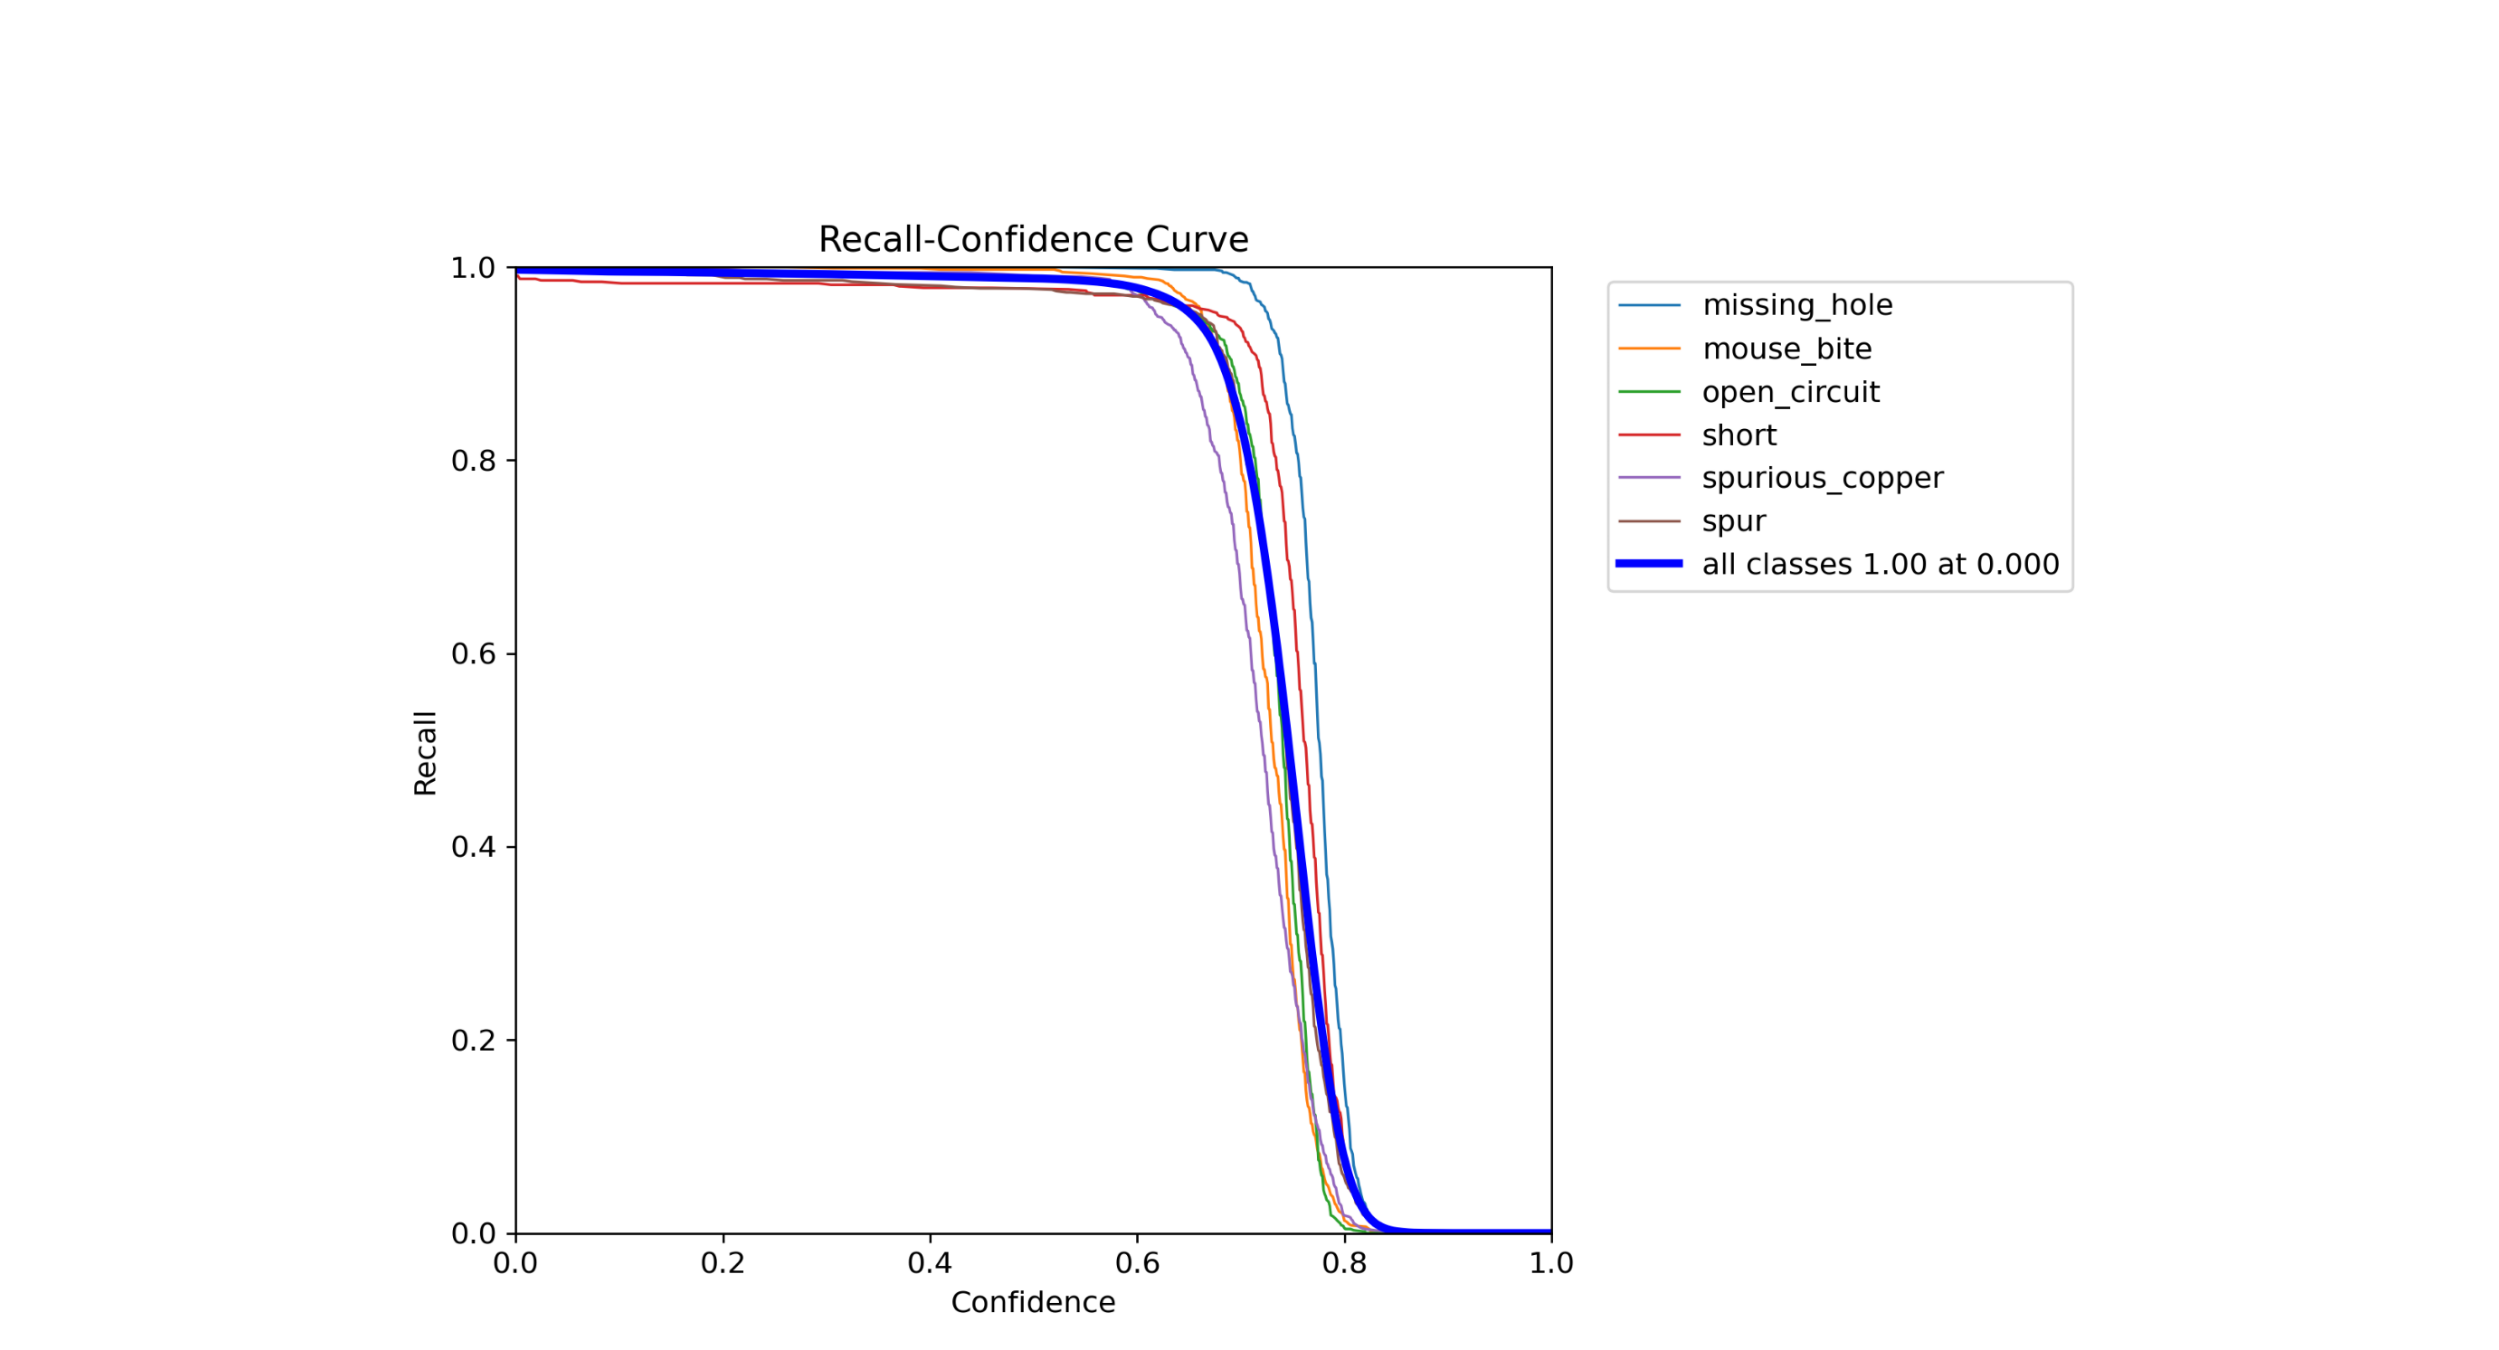 Recall-Confidence Curve
1.0
0.8
0.6
0.4
0.2
0.0
Recall
0.0 0.2 0.4 0.6 0.8 1.0
Confidence
missing_hole
mouse_bite
open_circuit
short
spurious_copper
spur
all classes 1.00 at 0.000